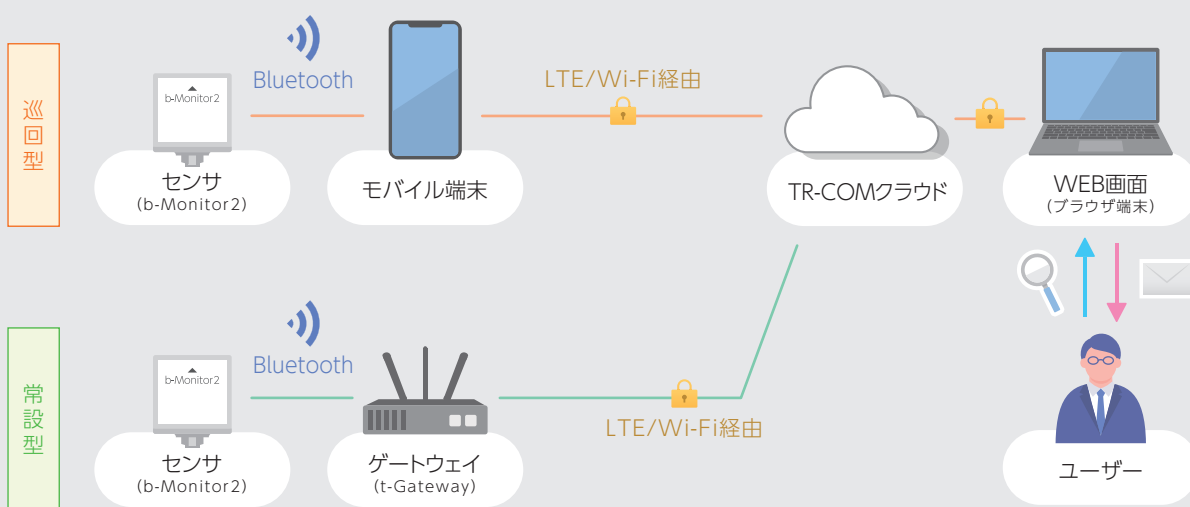 巡回型
b-Monitor2
センサ
(b-Monitor2)
Bluetooth
モバイル端末
LTE/Wi-Fi経由
TR-COMクラウド
WEB画面
(ブラウザ端末)
常設型
b-Monitor2
センサ
(b-Monitor2)
Bluetooth
ゲートウェイ
(t-Gateway)
LTE/Wi-Fi経由
ユーザー